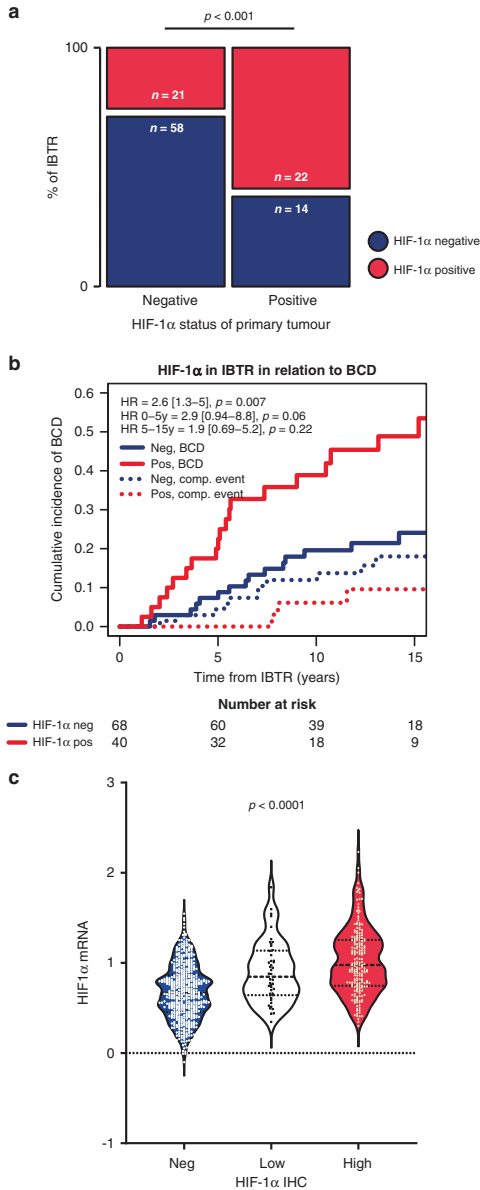 a
p < 0.001
100
n = 21
n = 58
n = 22
n = 14
0
% of IBTR
Negative
Positive
HIF-1α status of primary tumour
HIF-1α negative
HIF-1α positive
b
HIF-1α in IBTR in relation to BCD
HR = 2.6 [1.3–5], p = 0.007
HR 0–5y = 2.9 [0.94–8.8], p = 0.06
HR 5–15y = 1.9 [0.69–5.2], p = 0.22
Neg, BCD
Pos, BCD
Neg, comp. event
Pos, comp. event
0.6
0.5
0.4
0.3
0.2
0.1
0.0
Cumulative incidence of BCD
0 5 10 15
Time from IBTR (years)
Number at risk
HIF-1α neg 68 60 39 18
HIF-1α pos 40 32 18 9
c
3
2
1
0
-1
p < 0.0001
HIF1α mRNA
Neg Low High
HIF-1α IHC